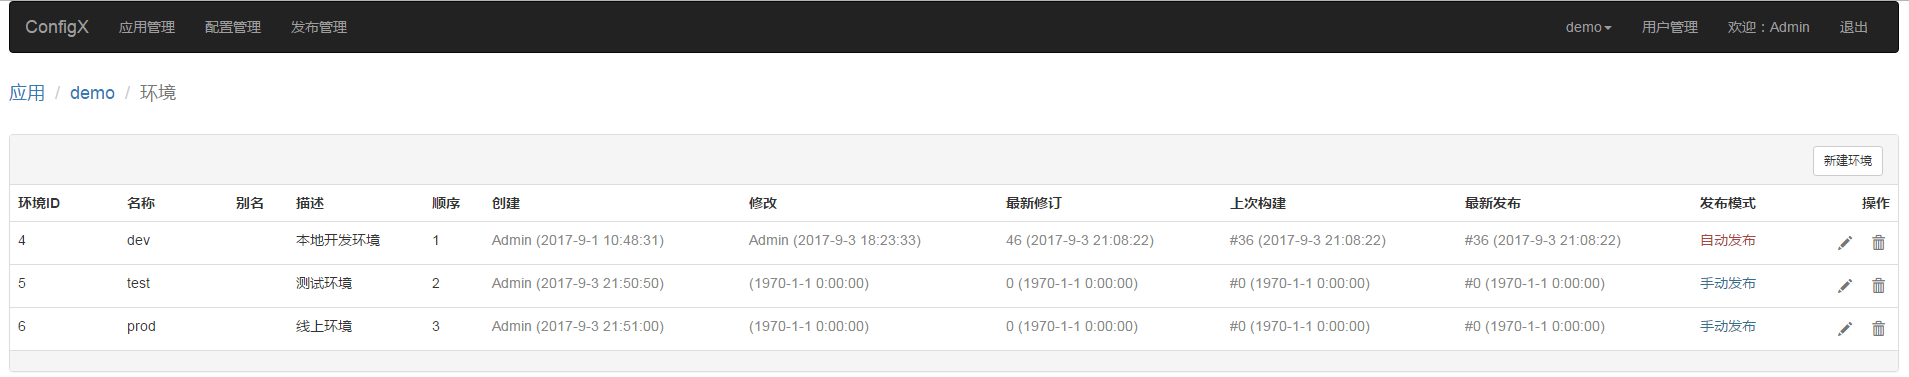 ConfigX 应用管理 配置管理 发布管理 demo 用户管理 欢迎：Admin 退出
应用 / demo / 环境
新建环境
环境ID 名称 别名 描述 顺序 创建 修改 最新修订 上次构建 最新发布 发布模式 操作
4 dev 本地开发环境 1 Admin (2017-9-1 10:48:31) Admin (2017-9-3 18:23:33) 46 (2017-9-3 21:08:22) #36 (2017-9-3 21:08:22) #36 (2017-9-3 21:08:22) 自动发布
5 test 测试环境 2 Admin (2017-9-3 21:50:50) (1970-1-1 0:00:00) 0 (1970-1-1 0:00:00) #0 (1970-1-1 0:00:00) #0 (1970-1-1 0:00:00) 手动发布
6 prod 线上环境 3 Admin (2017-9-3 21:51:00) (1970-1-1 0:00:00) 0 (1970-1-1 0:00:00) #0 (1970-1-1 0:00:00) #0 (1970-1-1 0:00:00) 手动发布